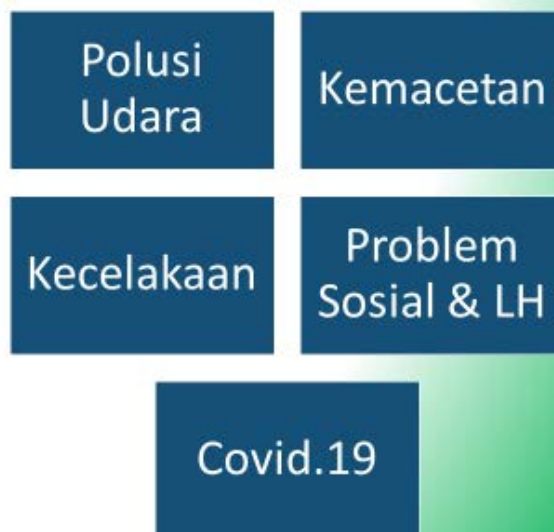 Polusi
Udara
Kemacetan
Kecelakaan
Problem
Sosial & LH
Covid.19